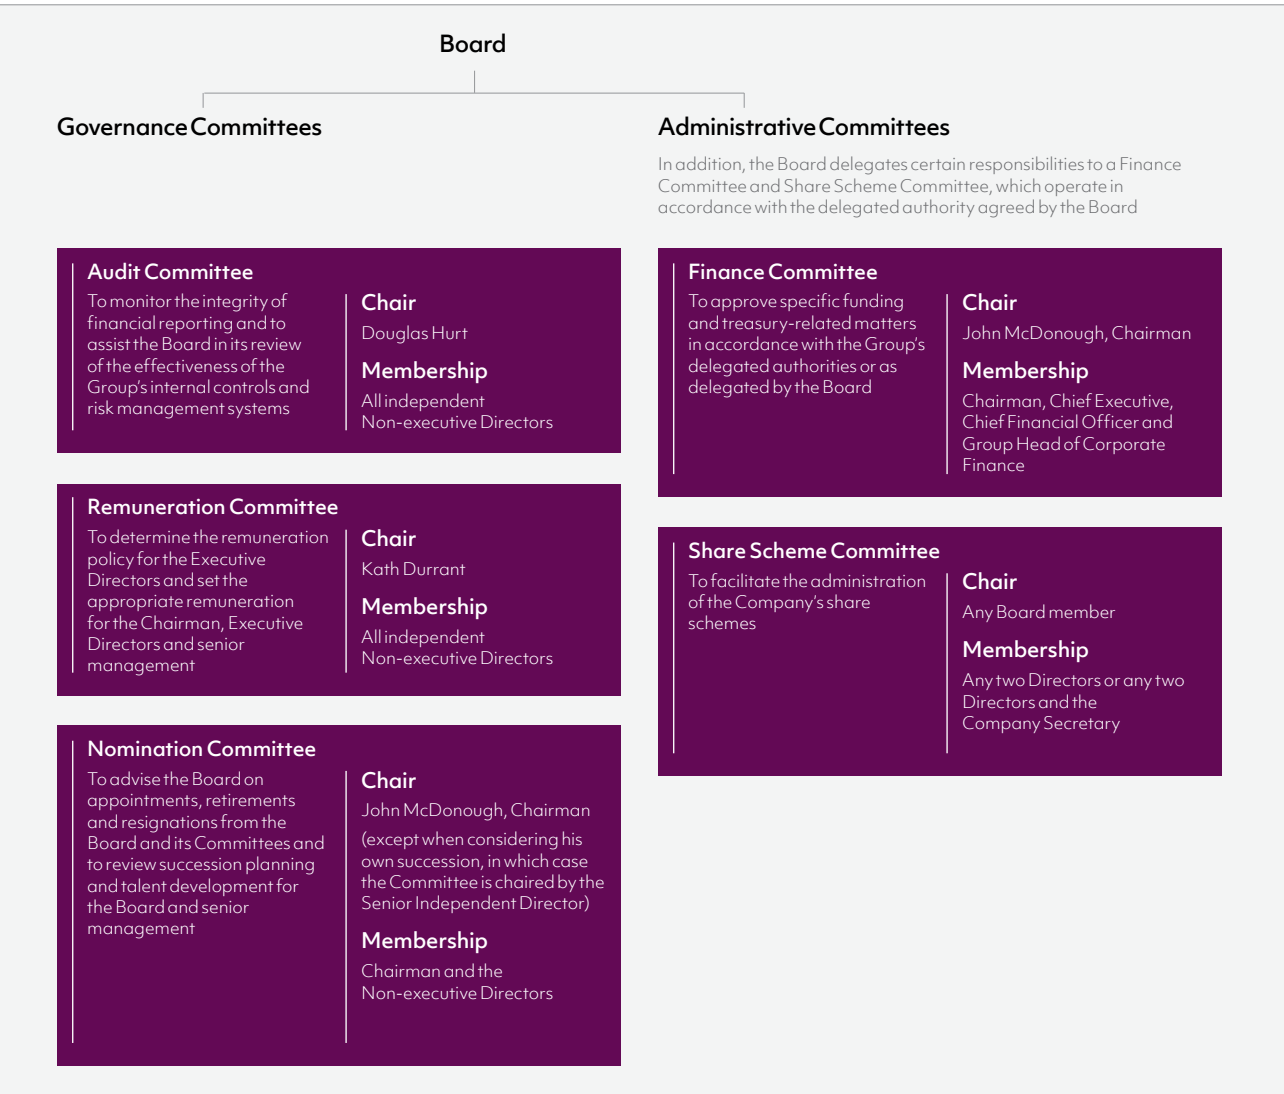 Board
Governance Committees
Administrative Committees
In addition, the Board delegates certain responsibilities to a Finance
Committee and Share Scheme Committee, which operate in
accordance with the delegated authority agreed by the Board
Audit Committee
To monitor the integrity of
financial reporting and to
assist the Board in its review
of the effectiveness of the
Group's internal controls and
risk management systems
Chair
Douglas Hurt
Membership
All independent
Non-executive Directors
Remuneration Committee
To determine the remuneration
policy for the Executive
Directors and set the
appropriate remuneration
for the Chairman, Executive
Directors and senior
management
Chair
Kath Durrant
Membership
All independent
Non-executive Directors
Nomination Committee
To advise the Board on
appointments, retirements
and resignations from the
Board and its Committees and
to review succession planning
and talent development for
the Board and senior
management
Chair
John McDonough, Chairman
(except when considering his
own succession, in which case
the Committee is chaired by the
Senior Independent Director)
Membership
Chairman and the
Non-executive Directors
Finance Committee
To approve specific funding
and treasury-related matters
in accordance with the Group's
delegated authorities or as
delegated by the Board
Chair
John McDonough, Chairman
Membership
Chairman, Chief Executive,
Chief Financial Officer and
Group Head of Corporate
Finance
Share Scheme Committee
To facilitate the administration
of the Company's share
schemes
Chair
Any Board member
Membership
Any two Directors or any two
Directors and the
Company Secretary